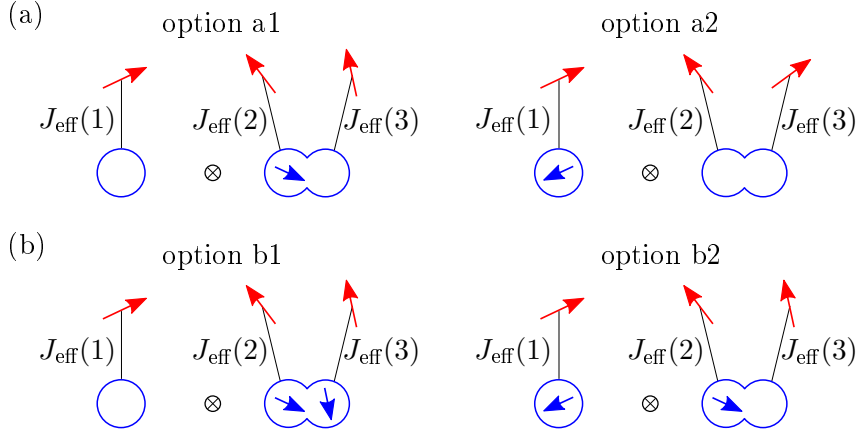 (a)
option a1
option a2
J_eff(1)
J_eff(2)
J_eff(3)
J_eff(1)
J_eff(2)
J_eff(3)
⊗
⊗
(b)
option b1
option b2
J_eff(1)
J_eff(2)
J_eff(3)
J_eff(1)
J_eff(2)
J_eff(3)
⊗
⊗